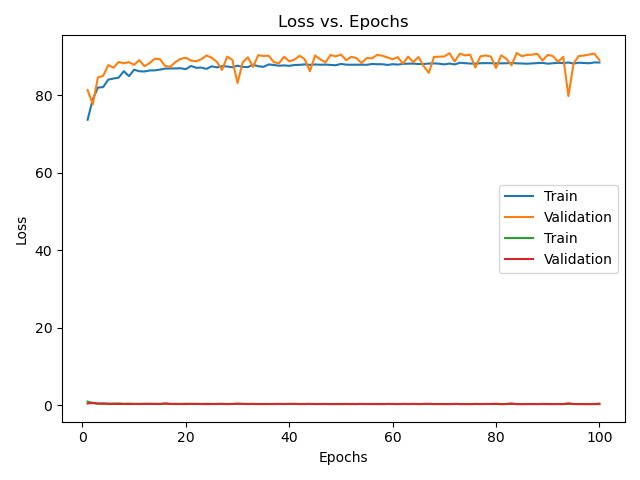 Loss vs. Epochs
Loss
80
60
40
20
0
Train
Validation
Train
Validation
0 20 40 60 80 100
Epochs